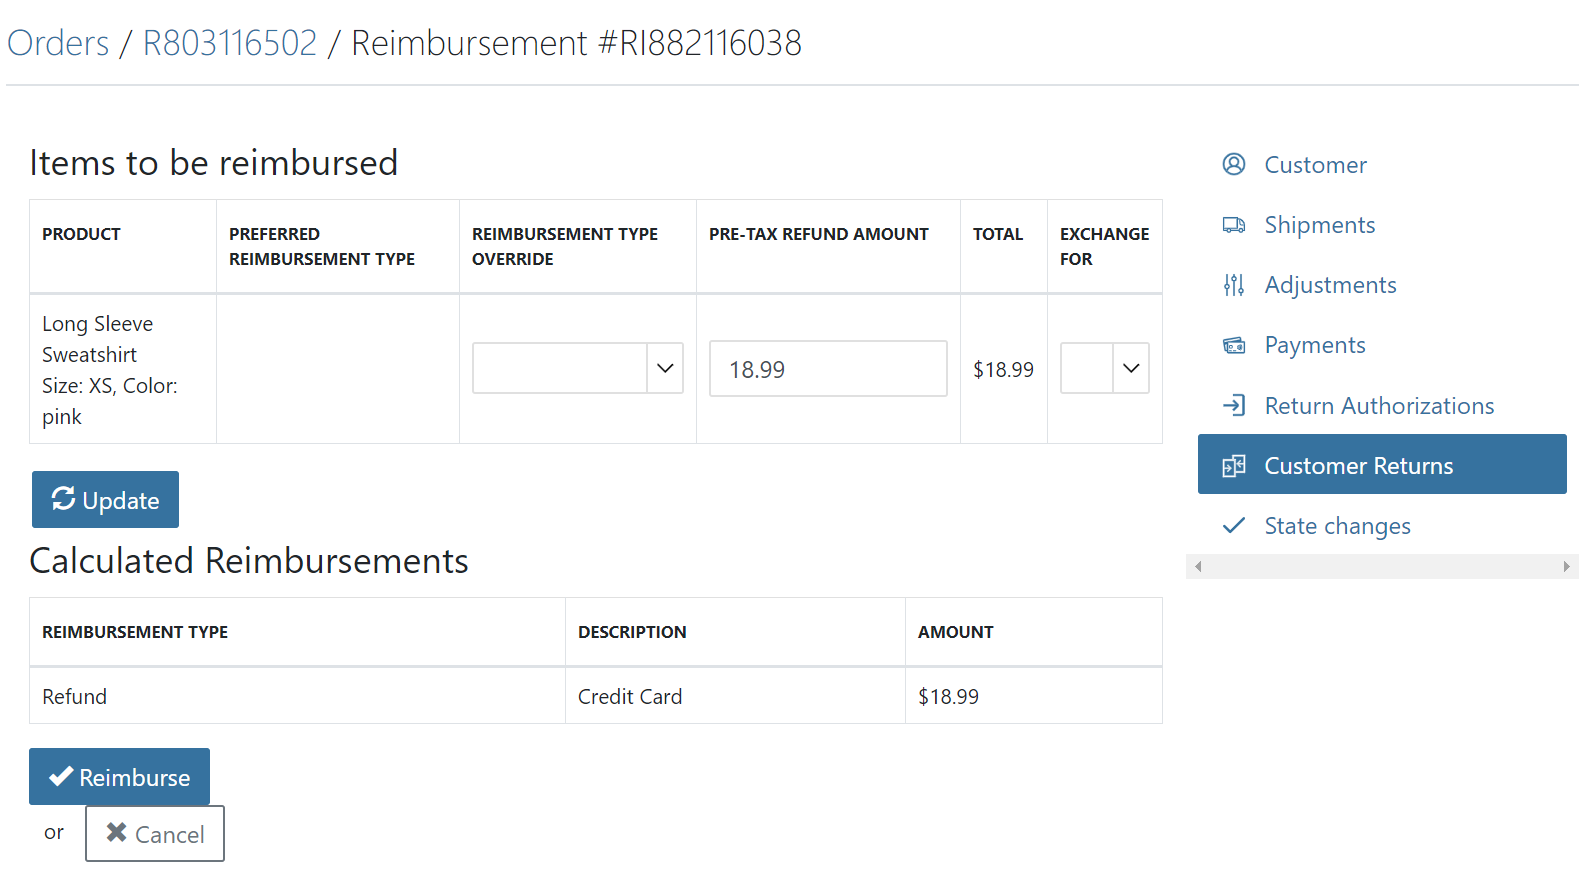 Orders / R803116502 / Reimbursement #RI882116038
Items to be reimbursed
PRODUCT
PREFERRED
REIMBURSEMENT TYPE
REIMBURSEMENT TYPE
OVERRIDE
PRE-TAX REFUND AMOUNT
TOTAL
EXCHANGE
FOR
Long Sleeve
Sweatshirt
Size: XS, Color:
pink
18.99
$18.99
Update
Calculated Reimbursements
REIMBURSEMENT TYPE
DESCRIPTION
AMOUNT
Refund
Credit Card
$18.99
Reimburse
or
Cancel
Customer
Shipments
Adjustments
Payments
Return Authorizations
Customer Returns
State changes